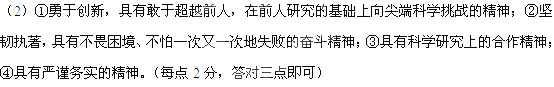 （2）①勇于创新，具有敢于超越前人，在前人研究的基础上向尖端科学挑战的精神；②坚
韧执著，具有不畏困境、不怕一次又一次地失败的奋斗精神；③具有科学研究上的合作精神；
④具有严谨务实的精神。（每点 2 分，答对三点即可）